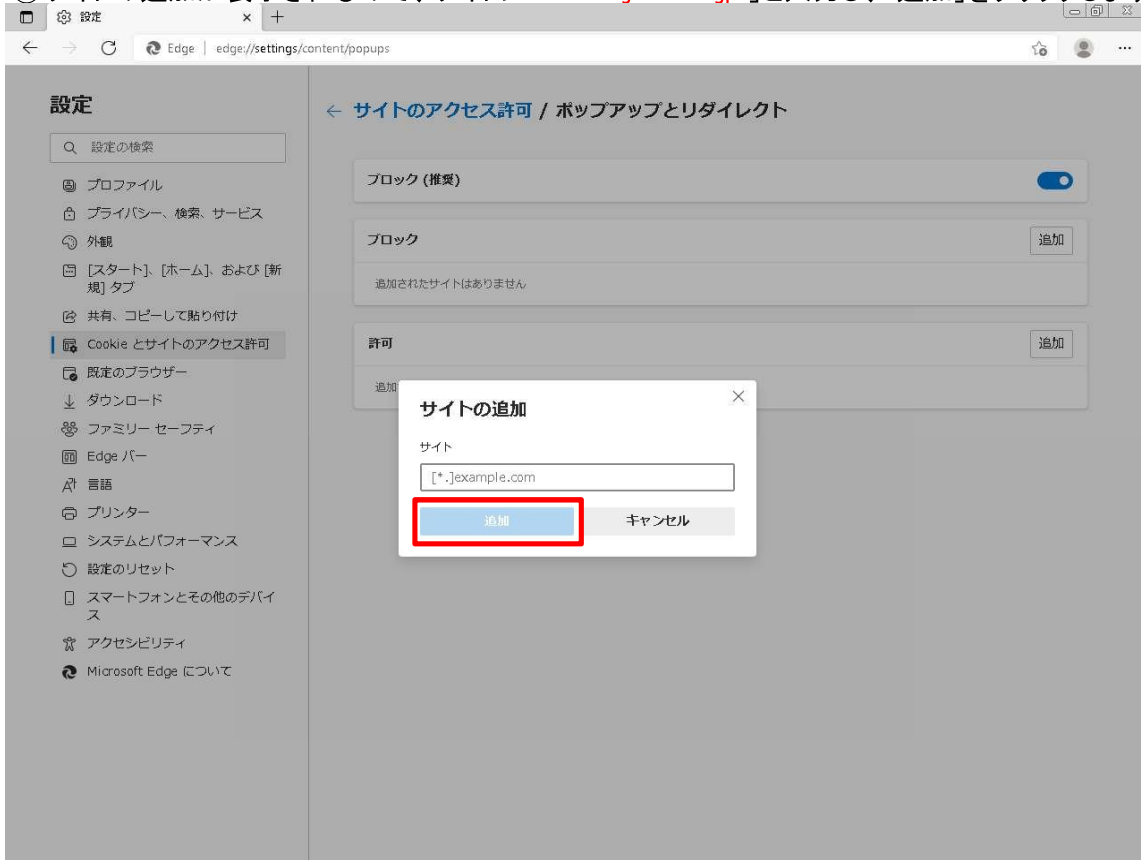 設定
Edge | edge://settings/content/popups
設定
設定の検索
プロファイル
プライバシー、検索、サービス
外観
[スタート]、[ホーム]、および [新
規] タブ
共有、コピーして貼り付け
Cookie とサイトのアクセス許可
既定のブラウザー
ダウンロード
ファミリー セーフティ
Edge バー
言語
プリンター
システムとパフォーマンス
設定のリセット
スマートフォンとその他のデバイ
ス
アクセシビリティ
Microsoft Edge について
サイトのアクセス許可 / ポップアップとリダイレクト
ブロック (推奨)
ブロック
追加
追加されたサイトはありません
許可
追加
追加
サイトの追加
サイト
[*.]example.com
追加
キャンセル